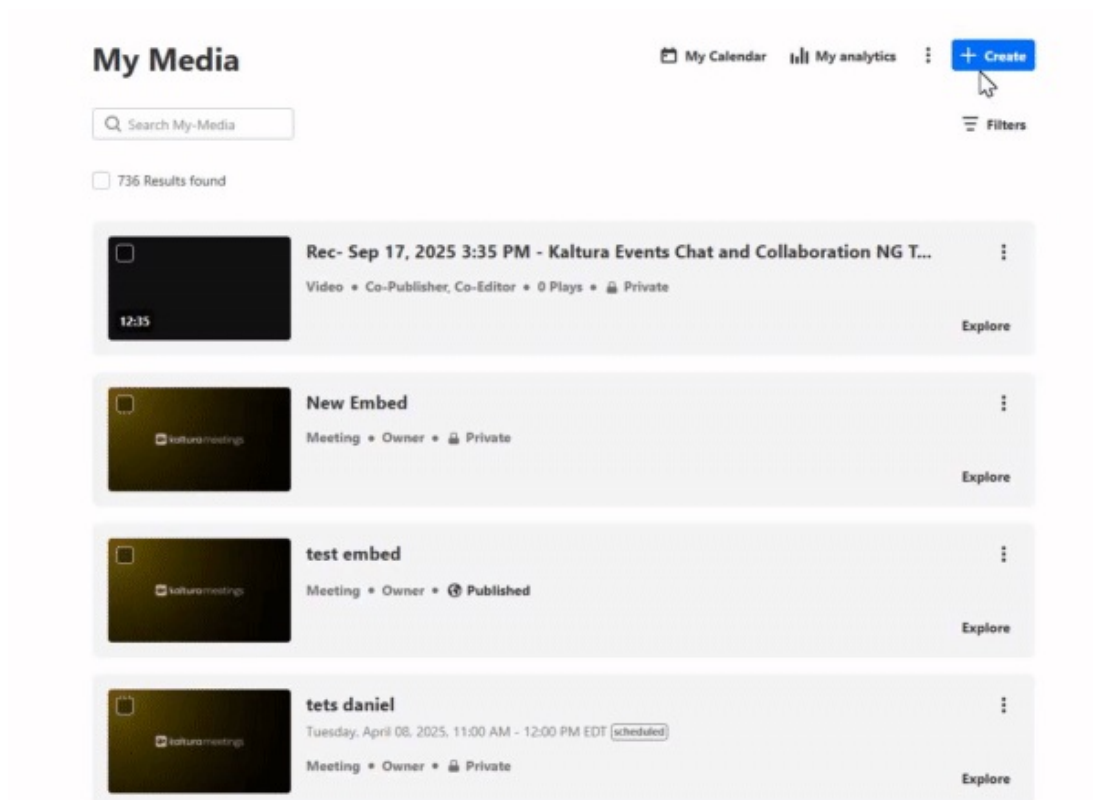 My Media
My Calendar
My analytics
Create
Search My-Media
Filters
736 Results found
Rec- Sep 17, 2025 3:35 PM - Kaltura Events Chat and Collaboration NG T...
Video • Co-Publisher, Co-Editor • 0 Plays • Private
12:35
Explore
New Embed
kalturameetings
Meeting • Owner • Private
Explore
test embed
kalturameetings
Meeting • Owner • Published
Explore
tets daniel
Tuesday, April 08, 2025, 11:00 AM - 12:00 PM EDT scheduled
kalturameetings
Meeting • Owner • Private
Explore